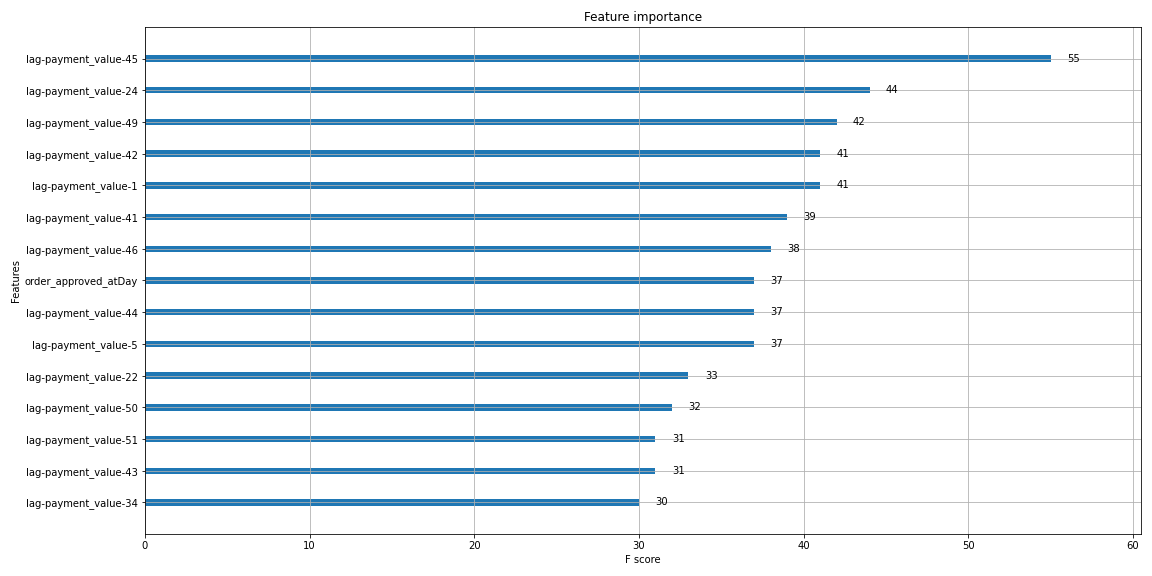 Feature importance
lag-payment_value-45 55
lag-payment_value-24 44
lag-payment_value-49 42
lag-payment_value-42 41
lag-payment_value-1 41
lag-payment_value-41 39
lag-payment_value-46 38
order_approved_atDay 37
lag-payment_value-44 37
lag-payment_value-5 37
lag-payment_value-22 33
lag-payment_value-50 32
lag-payment_value-51 31
lag-payment_value-43 31
lag-payment_value-34 30
Features
0 10 20 30 40 50 60
F score